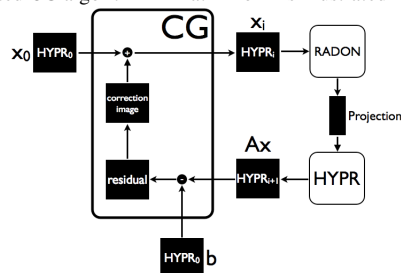 CG
x₀
HYPR₀
xᵢ
HYPRᵢ
RADON
correction
image
Projection
Ax
residual
HYPRᵢ₊₁
HYPR
HYPR₀
b